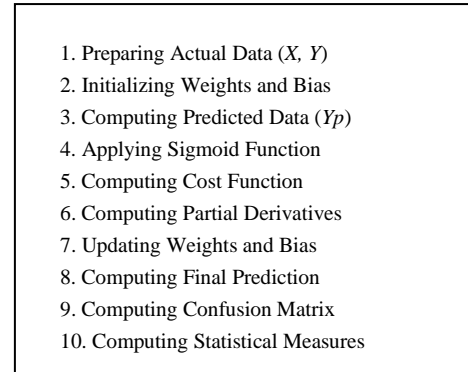 1. Preparing Actual Data (X, Y)
2. Initializing Weights and Bias
3. Computing Predicted Data (Yp)
4. Applying Sigmoid Function
5. Computing Cost Function
6. Computing Partial Derivatives
7. Updating Weights and Bias
8. Computing Final Prediction
9. Computing Confusion Matrix
10. Computing Statistical Measures